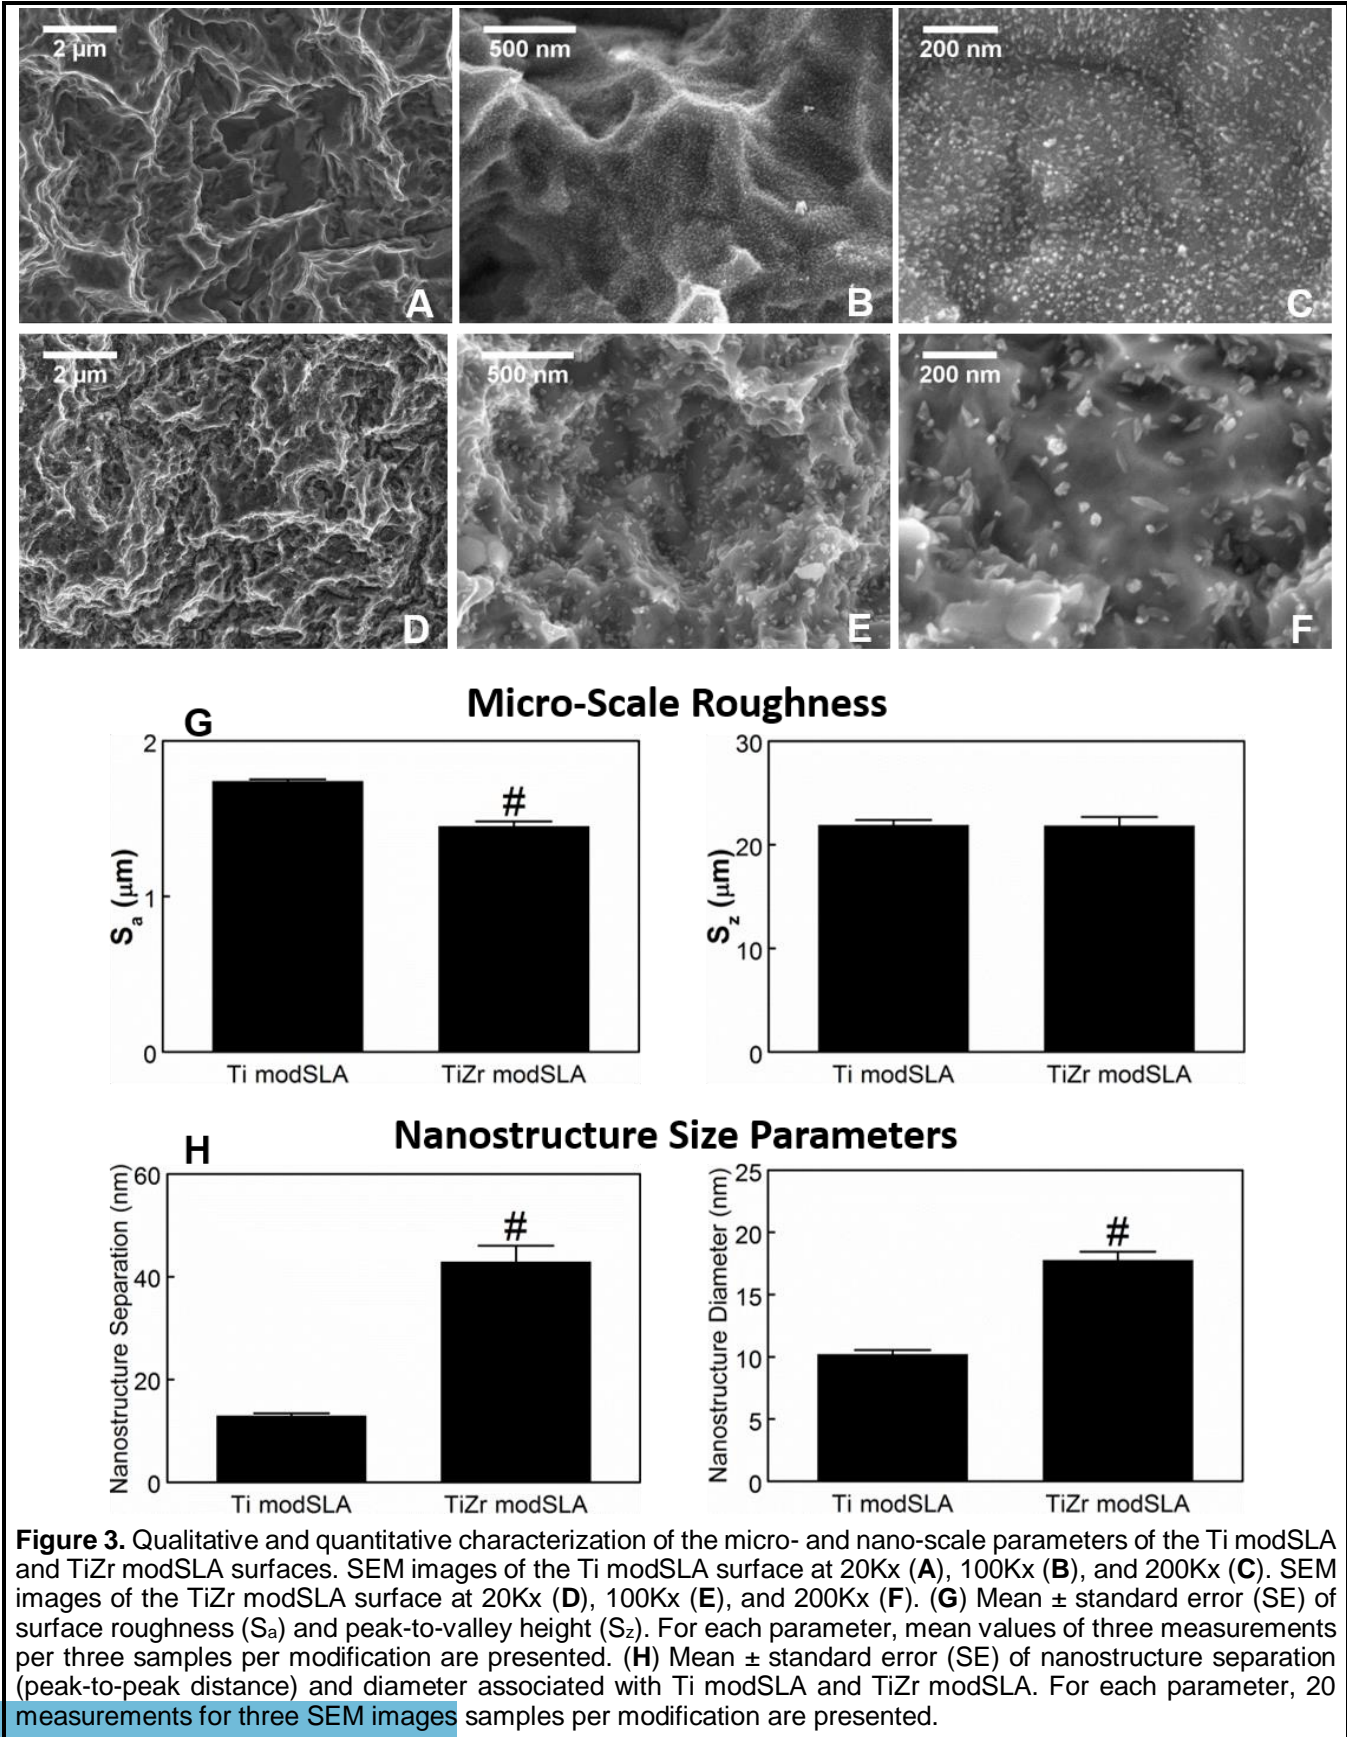 2 µm
500 nm
200 nm
A
B
C
2 µm
500 nm
200 nm
D
E
F
Micro-Scale Roughness
G
2
1
0
Sa (µm)
#
Ti modSLA
TiZr modSLA
30
20
10
0
Sz (µm)
Ti modSLA
TiZr modSLA
Nanostructure Size Parameters
H
60
40
20
0
Nanostructure Separation (nm)
#
Ti modSLA
TiZr modSLA
25
20
15
10
5
0
Nanostructure Diameter (nm)
#
Ti modSLA
TiZr modSLA
Figure 3. Qualitative and quantitative characterization of the micro- and nano-scale parameters of the Ti modSLA
and TiZr modSLA surfaces. SEM images of the Ti modSLA surface at 20Kx (A), 100Kx (B), and 200Kx (C). SEM
images of the TiZr modSLA surface at 20Kx (D), 100Kx (E), and 200Kx (F). (G) Mean ± standard error (SE) of
surface roughness (Sa) and peak-to-valley height (Sz). For each parameter, mean values of three measurements
per three samples per modification are presented. (H) Mean ± standard error (SE) of nanostructure separation
(peak-to-peak distance) and diameter associated with Ti modSLA and TiZr modSLA. For each parameter, 20
measurements for three SEM images samples per modification are presented.